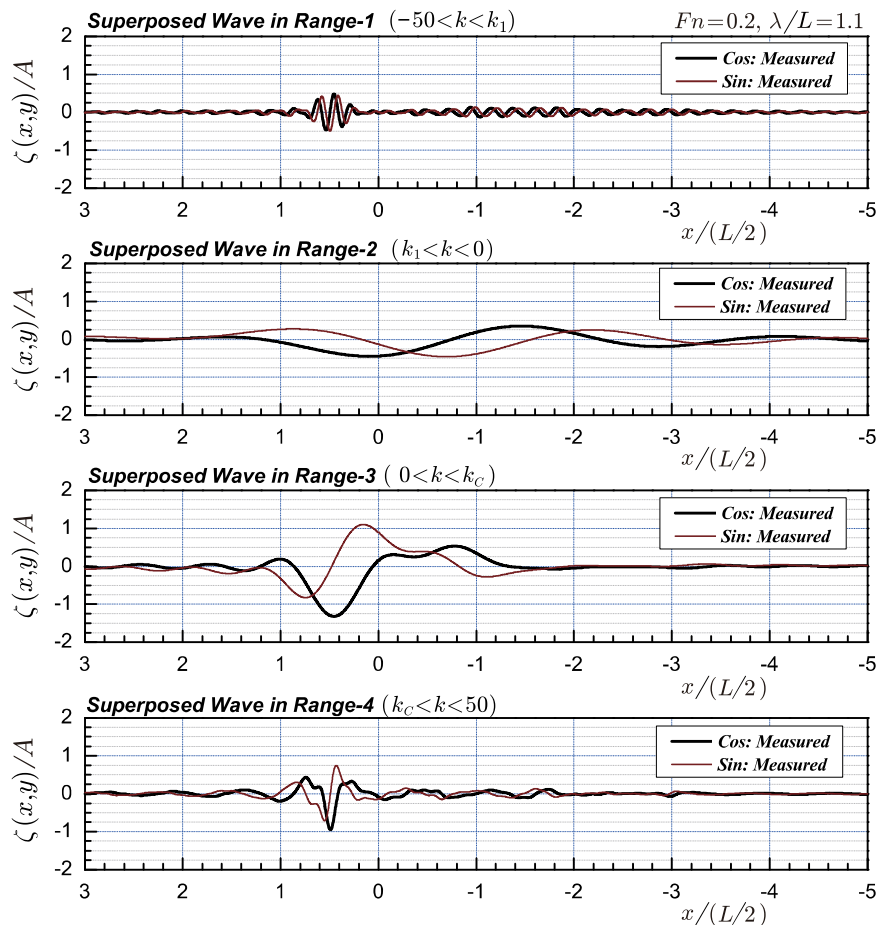 Superposed Wave in Range-1 (−50<k<k₁) Fn=0.2, λ/L=1.1
2
1
0
-1
-2
ζ(x,y)/A
Cos: Measured
Sin: Measured
3 2 1 0 -1 -2 -3 -4 -5
x/(L/2)
Superposed Wave in Range-2 (k₁<k<0)
2
1
0
-1
-2
ζ(x,y)/A
Cos: Measured
Sin: Measured
3 2 1 0 -1 -2 -3 -4 -5
x/(L/2)
Superposed Wave in Range-3 ( 0<k<k_C)
2
1
0
-1
-2
ζ(x,y)/A
Cos: Measured
Sin: Measured
3 2 1 0 -1 -2 -3 -4 -5
x/(L/2)
Superposed Wave in Range-4 (k_C<k<50)
2
1
0
-1
-2
ζ(x,y)/A
Cos: Measured
Sin: Measured
3 2 1 0 -1 -2 -3 -4 -5
x/(L/2)